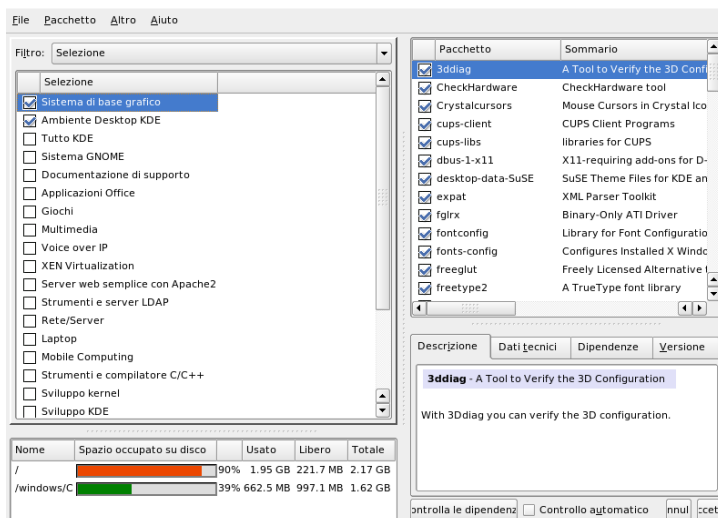 File Pacchetto Altro Aiuto
Filtro: Selezione
Selezione
Sistema di base grafico
Ambiente Desktop KDE
Tutto KDE
Sistema GNOME
Documentazione di supporto
Applicazioni Office
Giochi
Multimedia
Voice over IP
XEN Virtualization
Server web semplice con Apache2
Strumenti e server LDAP
Rete/Server
Laptop
Mobile Computing
Strumenti e compilatore C/C++
Sviluppo kernel
Sviluppo KDE
Nome Spazio occupato su disco Usato Libero Totale
/ 90% 1.95 GB 221.7 MB 2.17 GB
/windows/C 39% 662.5 MB 997.1 MB 1.62 GB
Pacchetto Sommario
3ddiag A Tool to Verify the 3D Confi
CheckHardware CheckHardware tool
Crystalcursors Mouse Cursors in Crystal Ico
cups-client CUPS Client Programs
cups-libs libraries for CUPS
dbus-1-x11 X11-requiring add-ons for D-
desktop-data-SuSE SuSE Theme Files for KDE an
expat XML Parser Toolkit
fglrx Binary-Only ATI Driver
fontconfig Library for Font Configuratio
fonts-config Configures Installed X Windo
freeglut Freely Licensed Alternative
freetype2 A TrueType font library
Descrizione Dati tecnici Dipendenze Versione
3ddiag - A Tool to Verify the 3D Configuration
With 3Ddiag you can verify the 3D configuration.
ontrolla le dipendenz Controllo automatico nnul ccet